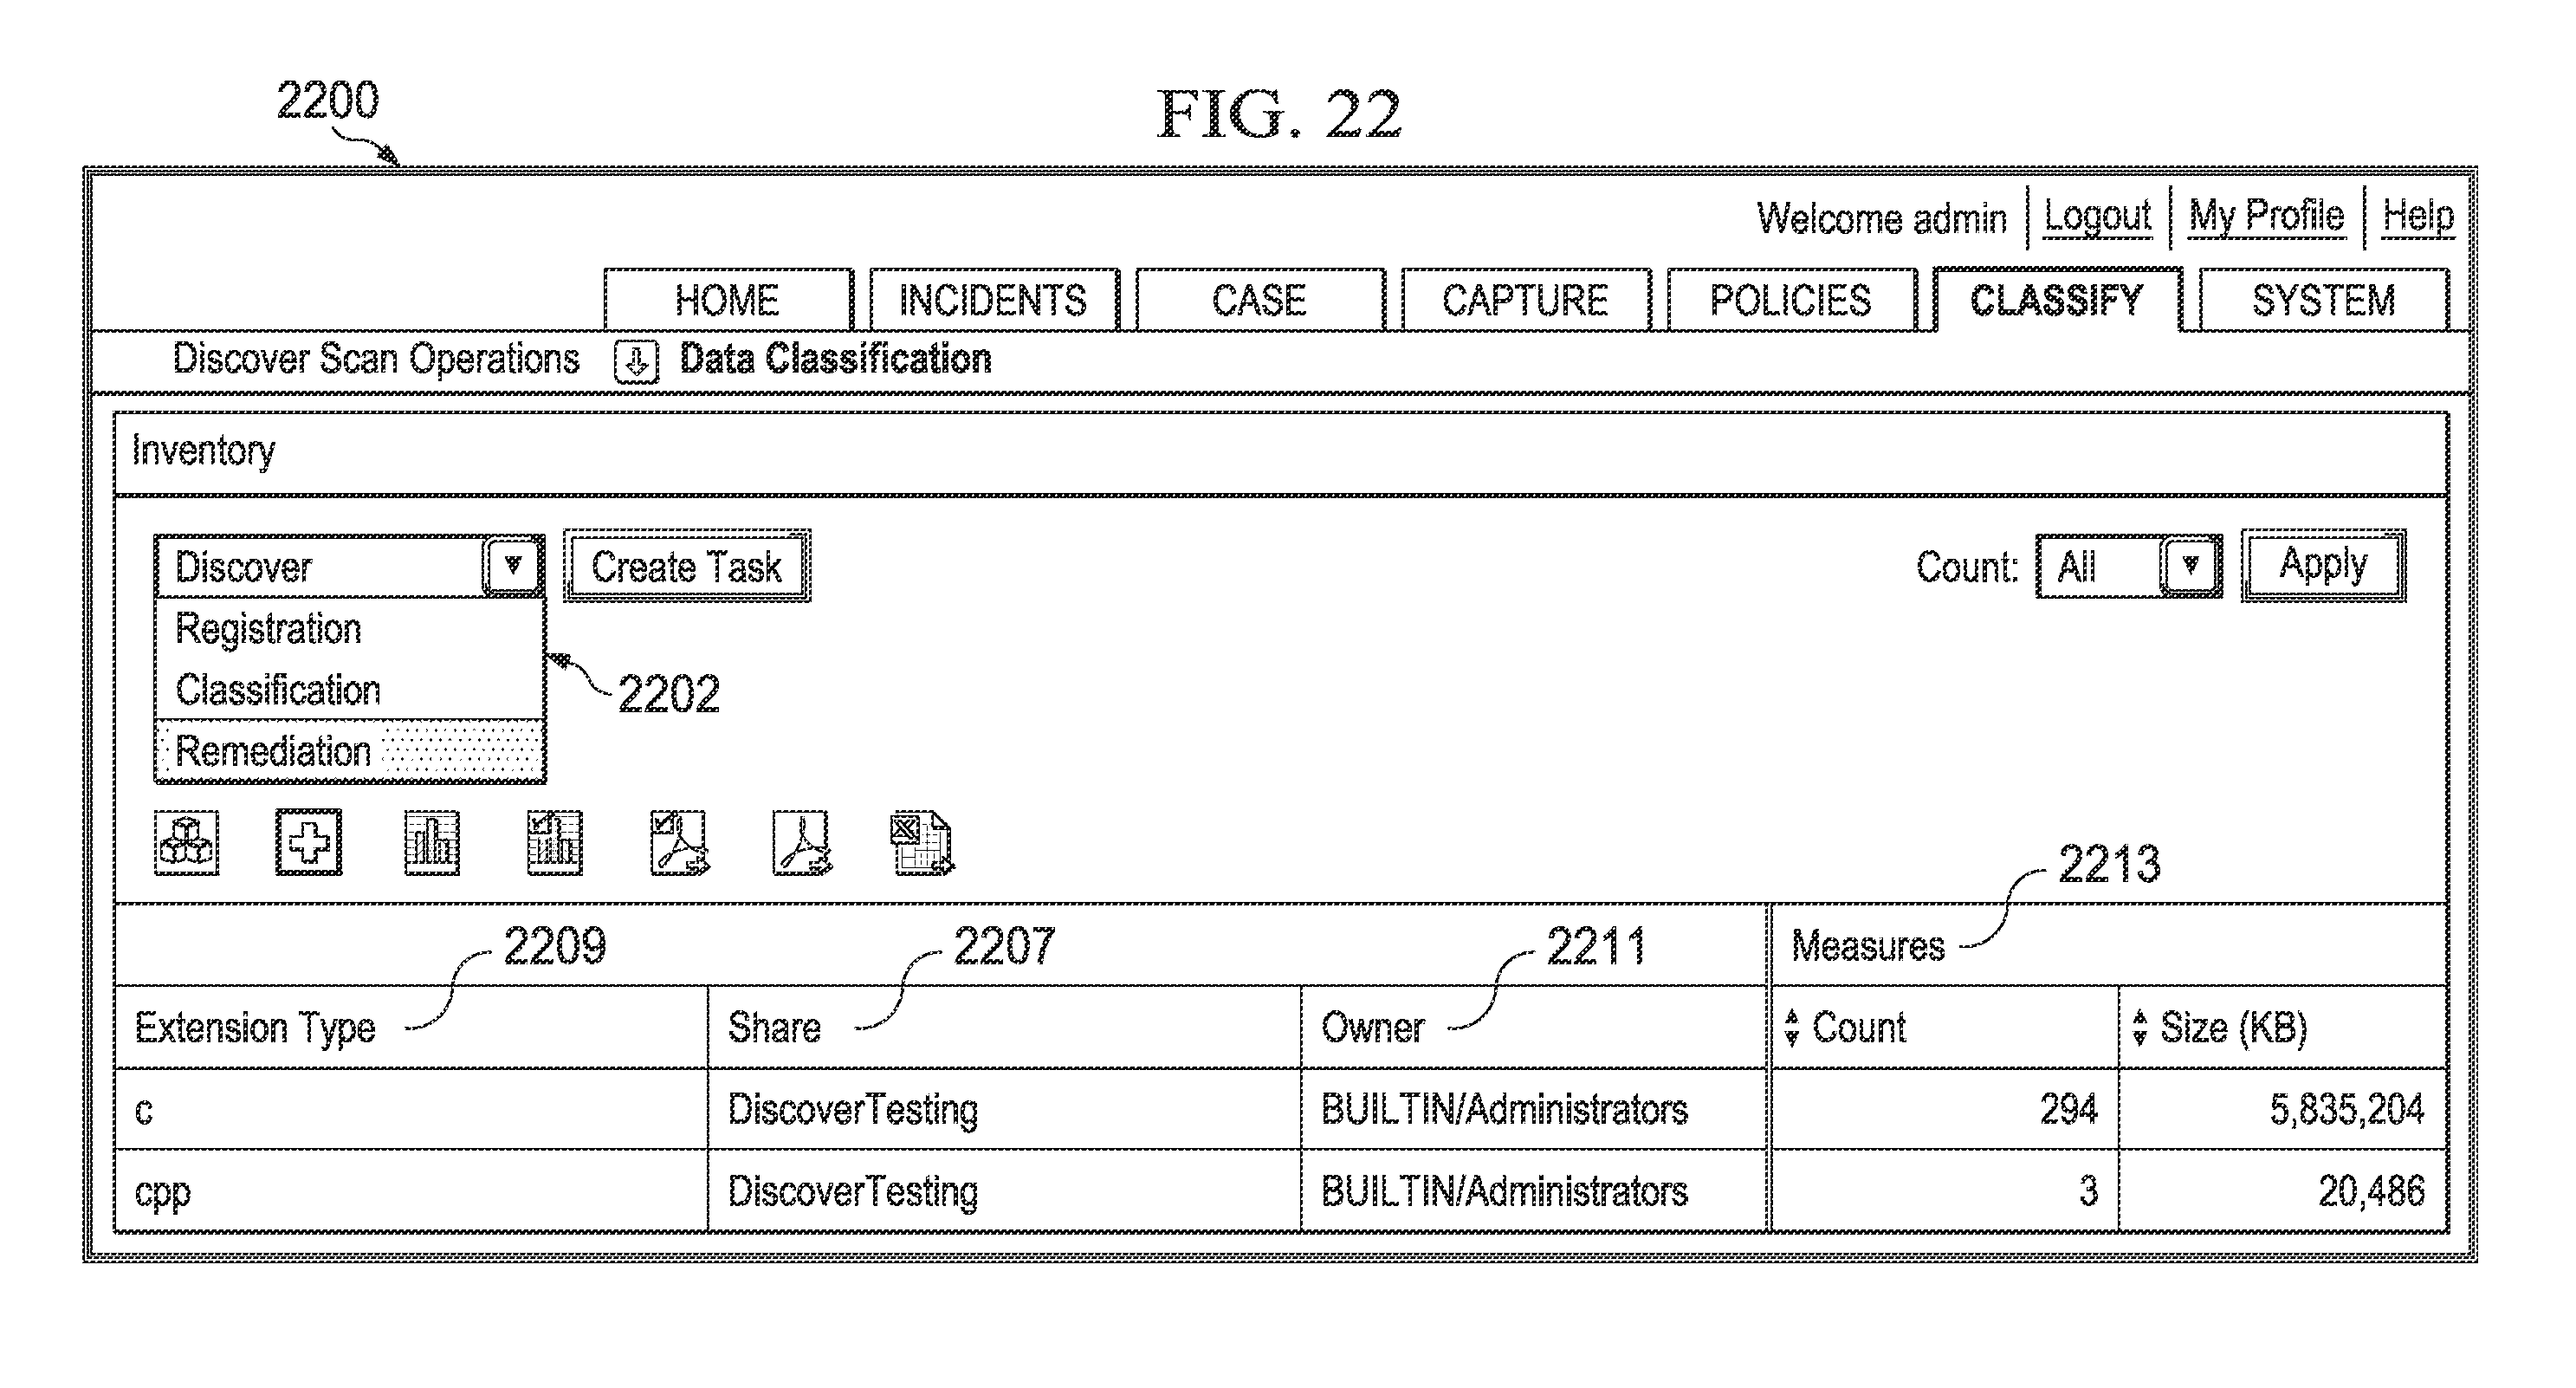 2200
FIG. 22
Welcome admin Logout My Profile Help
HOME INCIDENTS CASE CAPTURE POLICIES CLASSIFY SYSTEM
Discover Scan Operations Data Classification
Inventory
Discover Create Task Count: All Apply
Registration
Classification
2202
Remediation
2213
2209 2207 2211 Measures
Extension Type Share Owner Count Size (KB)
c DiscoverTesting BUILTIN/Administrators 294 5,835,204
cpp DiscoverTesting BUILTIN/Administrators 3 20,486